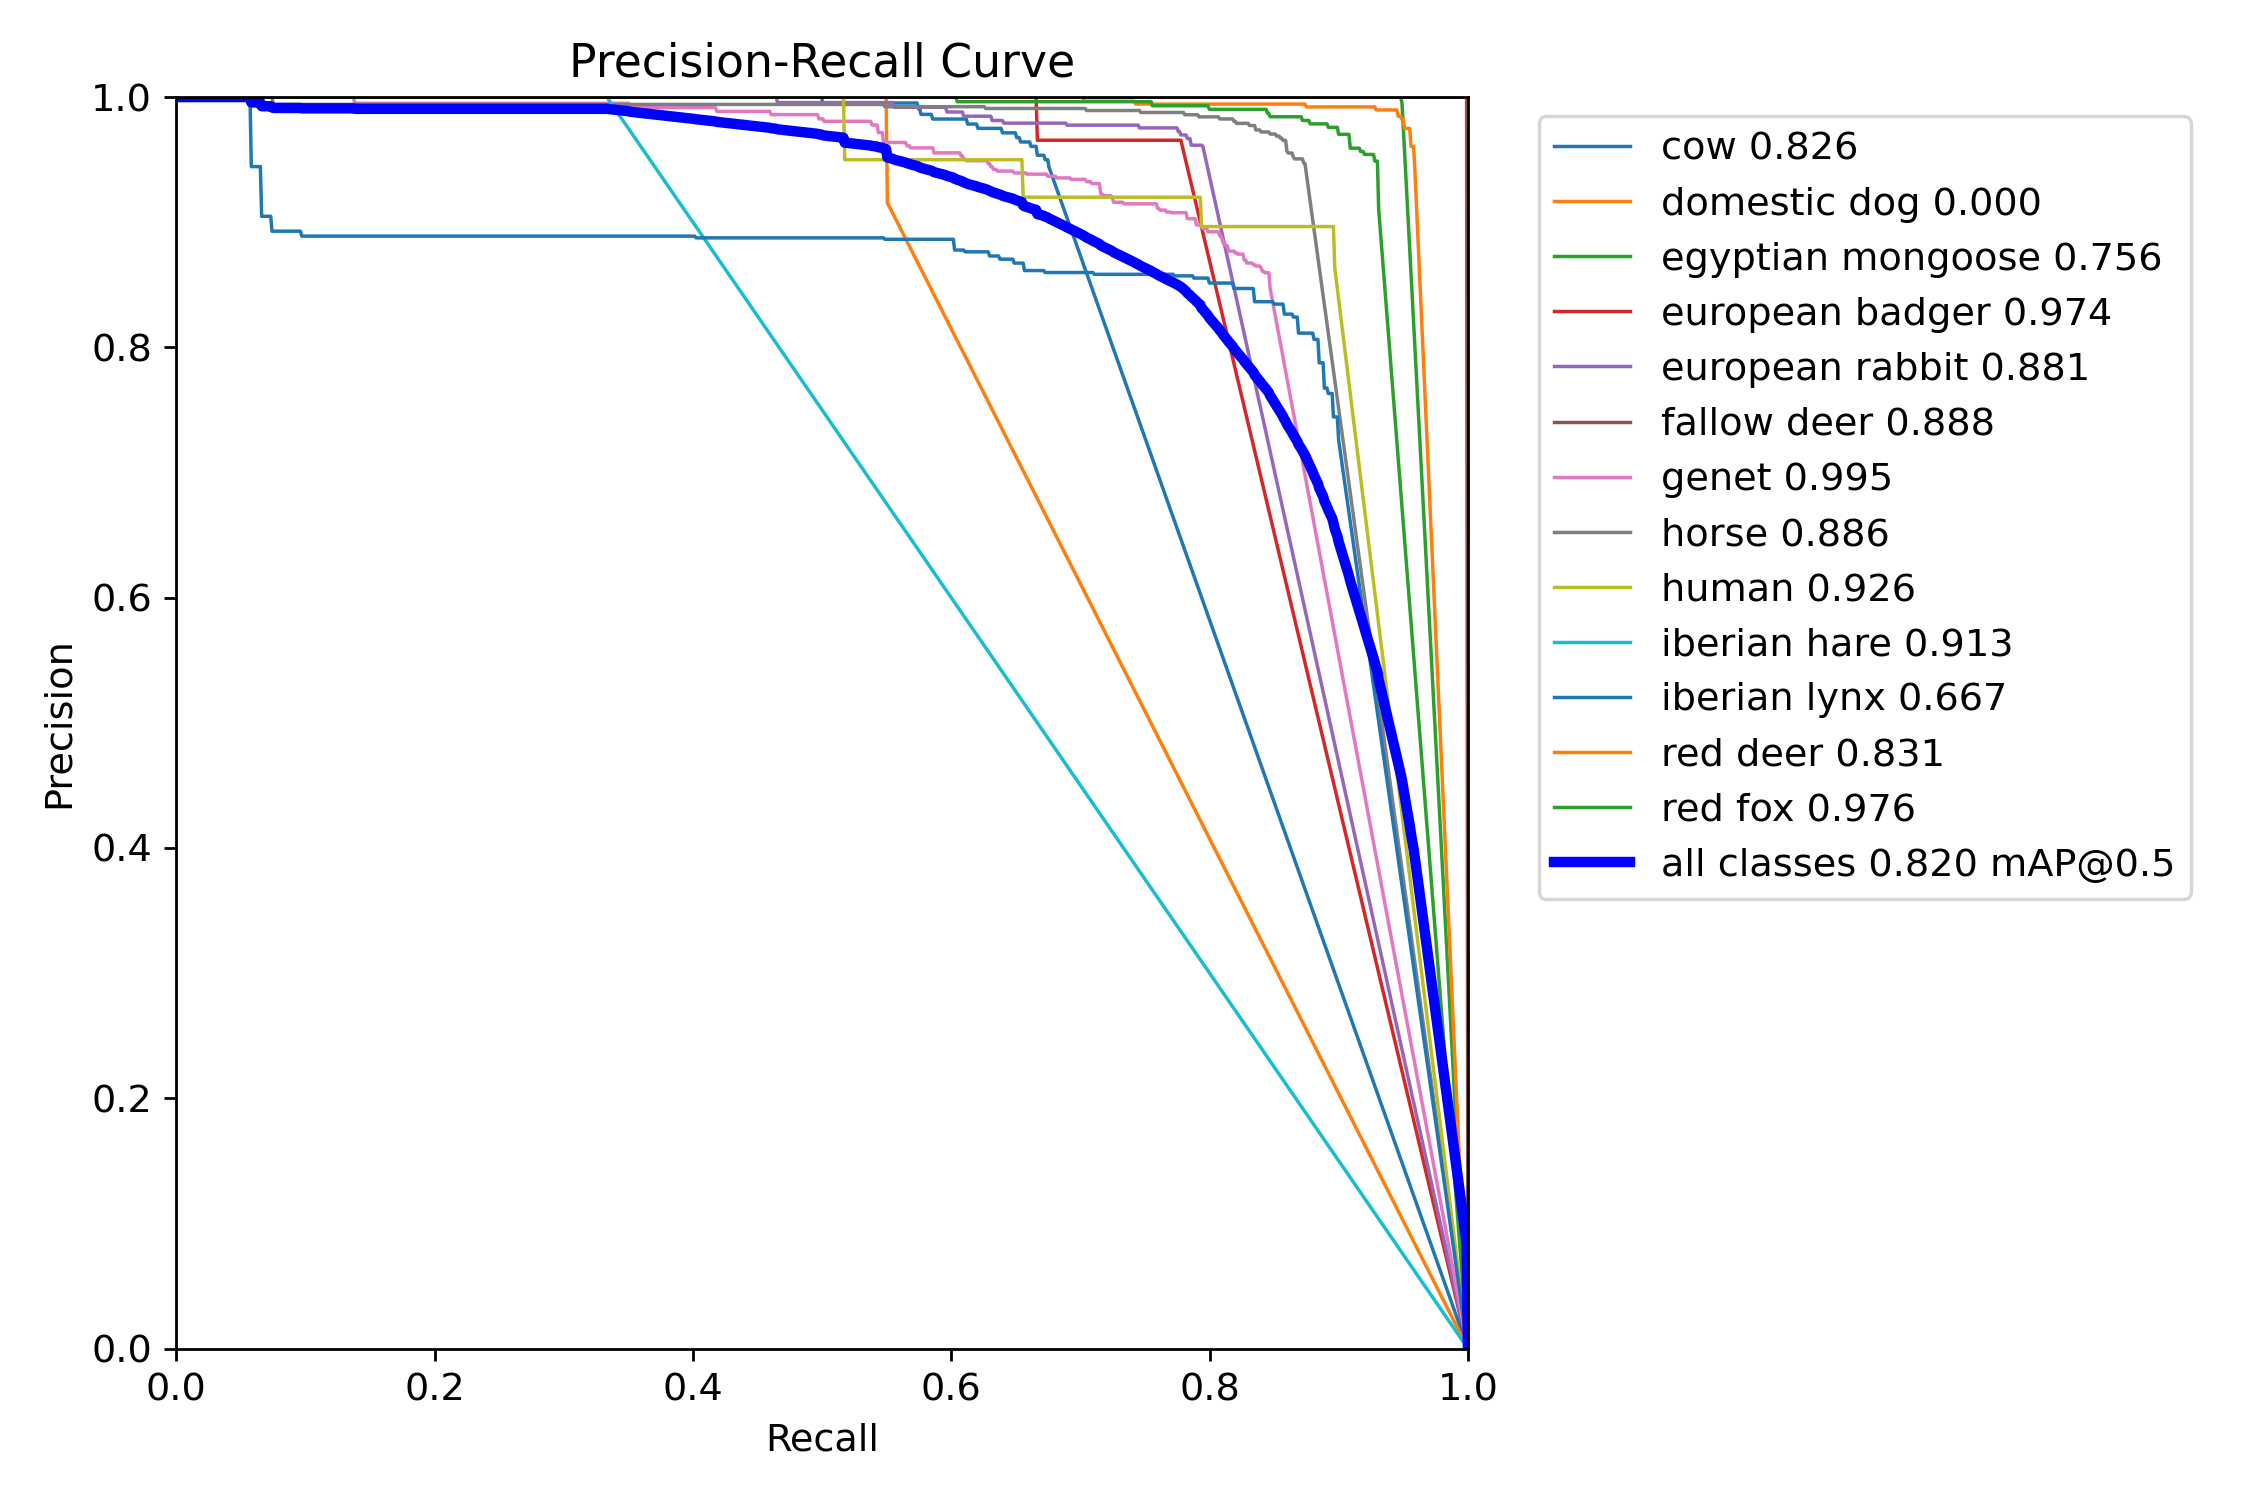 Precision-Recall Curve
1.0
0.8
0.6
0.4
0.2
0.0
Precision
0.0 0.2 0.4 0.6 0.8 1.0
Recall
cow 0.826
domestic dog 0.000
egyptian mongoose 0.756
european badger 0.974
european rabbit 0.881
fallow deer 0.888
genet 0.995
horse 0.886
human 0.926
iberian hare 0.913
iberian lynx 0.667
red deer 0.831
red fox 0.976
all classes 0.820 mAP@0.5